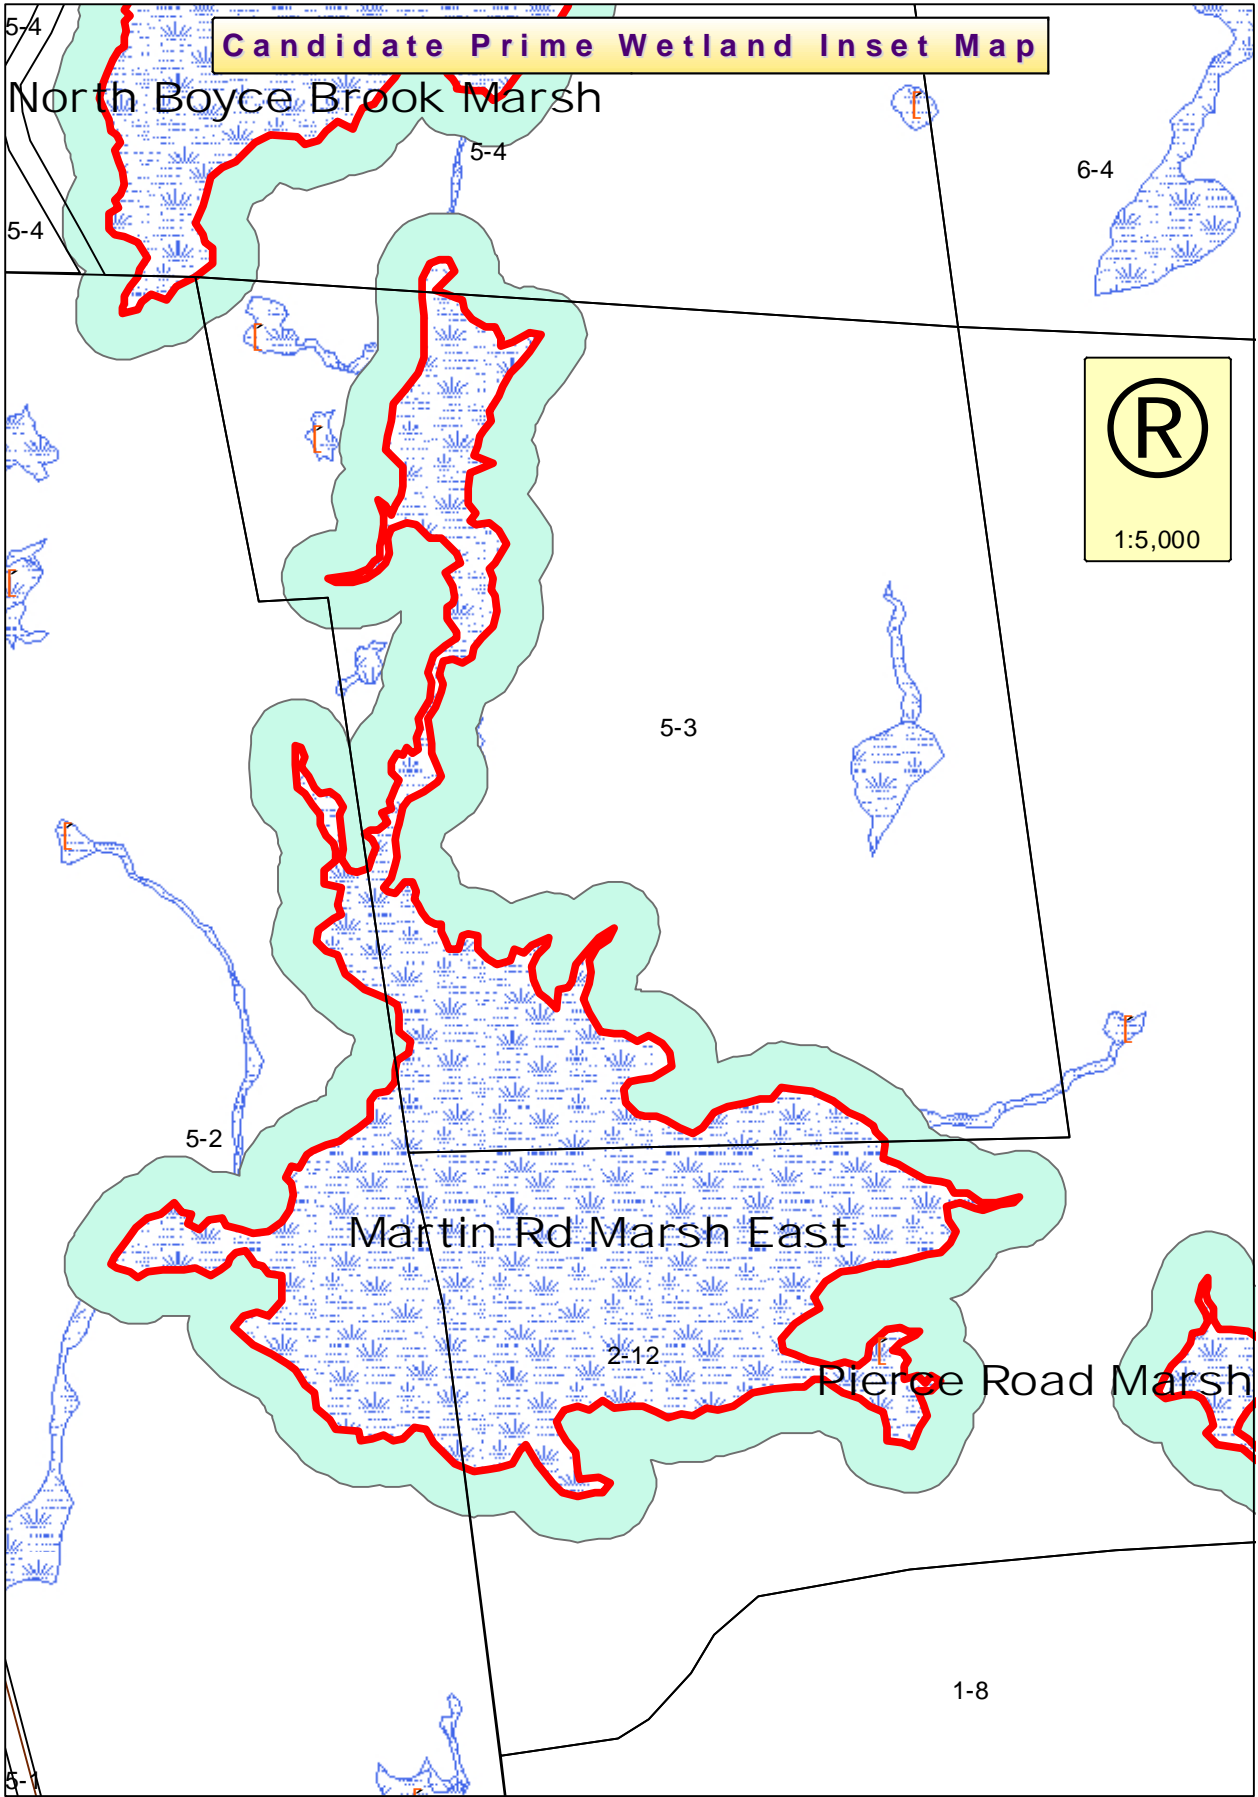 5-4
Candidate Prime Wetland Inset Map
North Boyce Brook Marsh
5-4
6-4
5-4
®
1:5,000
5-3
5-2
Martin Rd Marsh East
2-12
Pierce Road Marsh
1-8
5-1